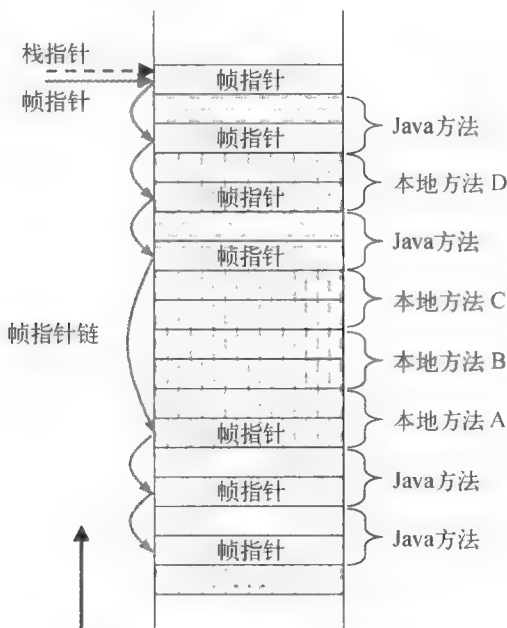 栈指针
帧指针
帧指针
帧指针
Java方法
帧指针
本地方法 D
Java方法
帧指针
本地方法 C
帧指针链
本地方法 B
本地方法 A
帧指针
Java方法
帧指针
Java方法
帧指针
....